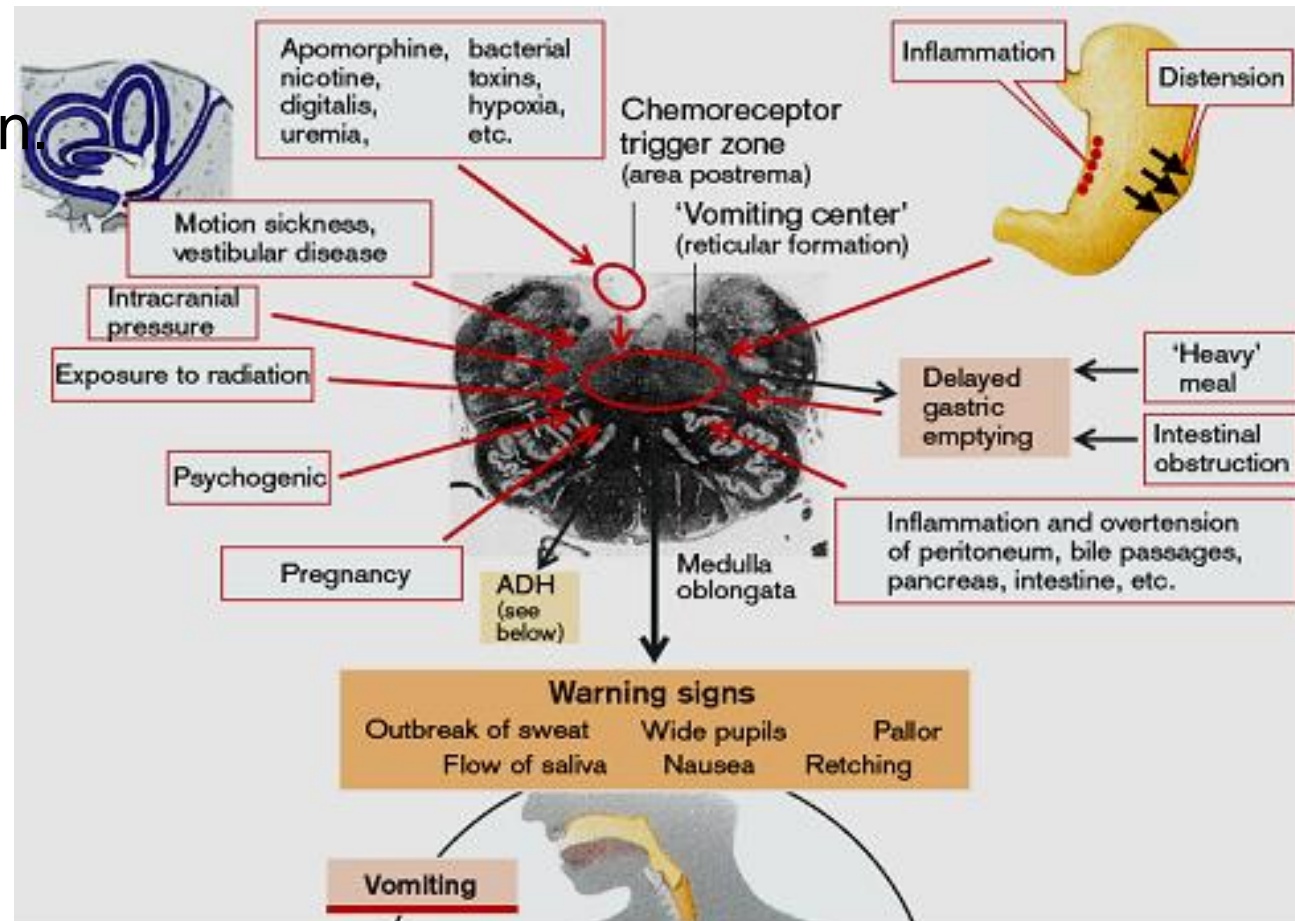 n.
Apomorphine, bacterial
nicotine, toxins,
digitalis, hypoxia,
uremia, etc.
Inflammation
Distension
Chemoreceptor
trigger zone
(area postrema)
'Vomiting center'
(reticular formation)
Motion sickness,
vestibular disease
Intracranial
pressure
Exposure to radiation
Psychogenic
Pregnancy
ADH
(see
below)
Medulla
oblongata
Delayed
gastric
emptying
'Heavy'
meal
Intestinal
obstruction
Inflammation and overtension
of peritoneum, bile passages,
pancreas, intestine, etc.
Warning signs
Outbreak of sweat Wide pupils Pallor
Flow of saliva Nausea Retching
Vomiting